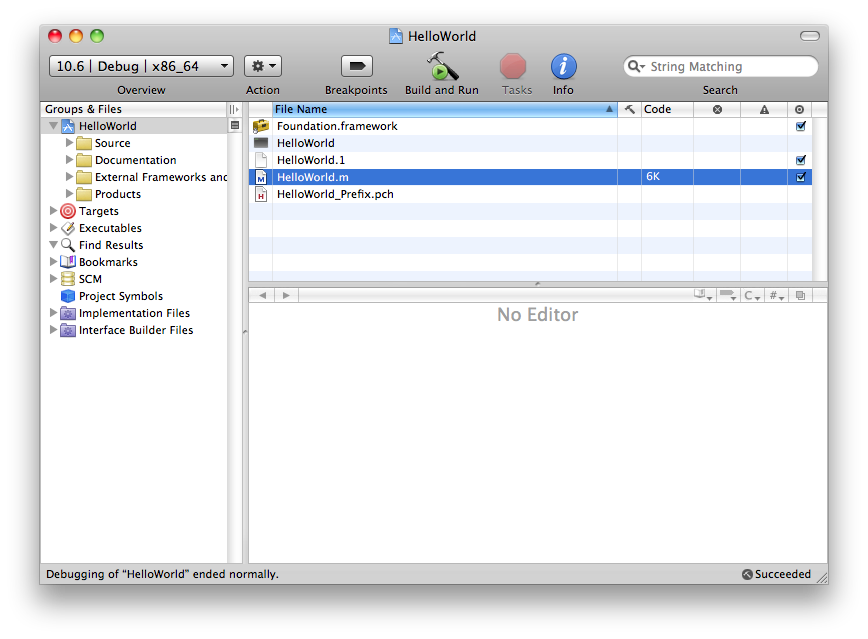 HelloWorld
10.6 | Debug | x86_64
String Matching
Overview
Action
Breakpoints
Build and Run
Tasks
Info
Search
Groups & Files
File Name
Code
HelloWorld
Source
Documentation
External Frameworks and
Products
Targets
Executables
Find Results
Bookmarks
SCM
Project Symbols
Implementation Files
Interface Builder Files
Foundation.framework
HelloWorld
HelloWorld.1
HelloWorld.m 6K
HelloWorld_Prefix.pch
C
#
No Editor
Debugging of “HelloWorld” ended normally.
Succeeded